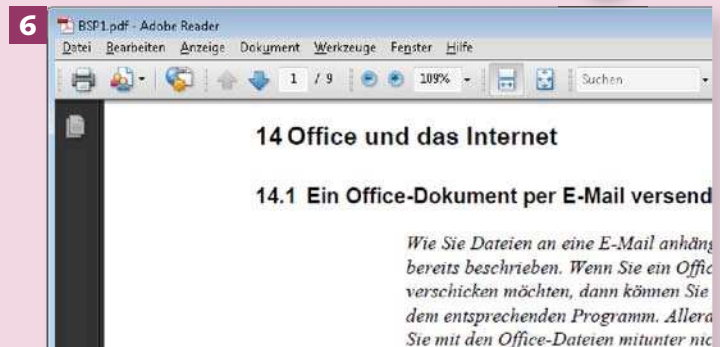 6
BSP1.pdf - Adobe Reader
Datei Bearbeiten Anzeige Dokument Werkzeuge Fenster Hilfe
1 / 9 109% Suchen
14 Office und das Internet
14.1 Ein Office-Dokument per E-Mail versend
Wie Sie Dateien an eine E-Mail anhäng
bereits beschrieben. Wenn Sie ein Offic
verschicken möchten, dann können Sie
dem entsprechenden Programm. Allera
Sie mit den Office-Dateien mitunter nic